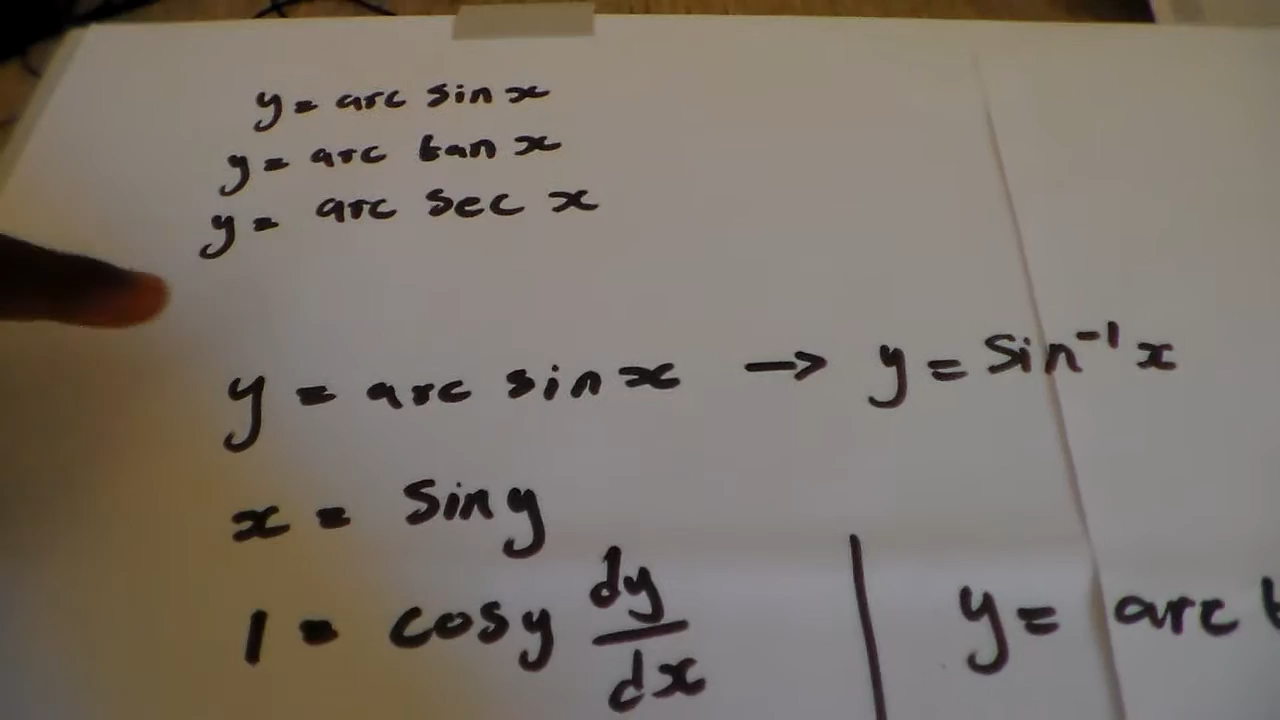 y = arc sin x
y = arc tan x
y = arc sec x
y = arc sin x → y = sin⁻¹ x
x = sin y
1 = cos y dy/dx
y = arc